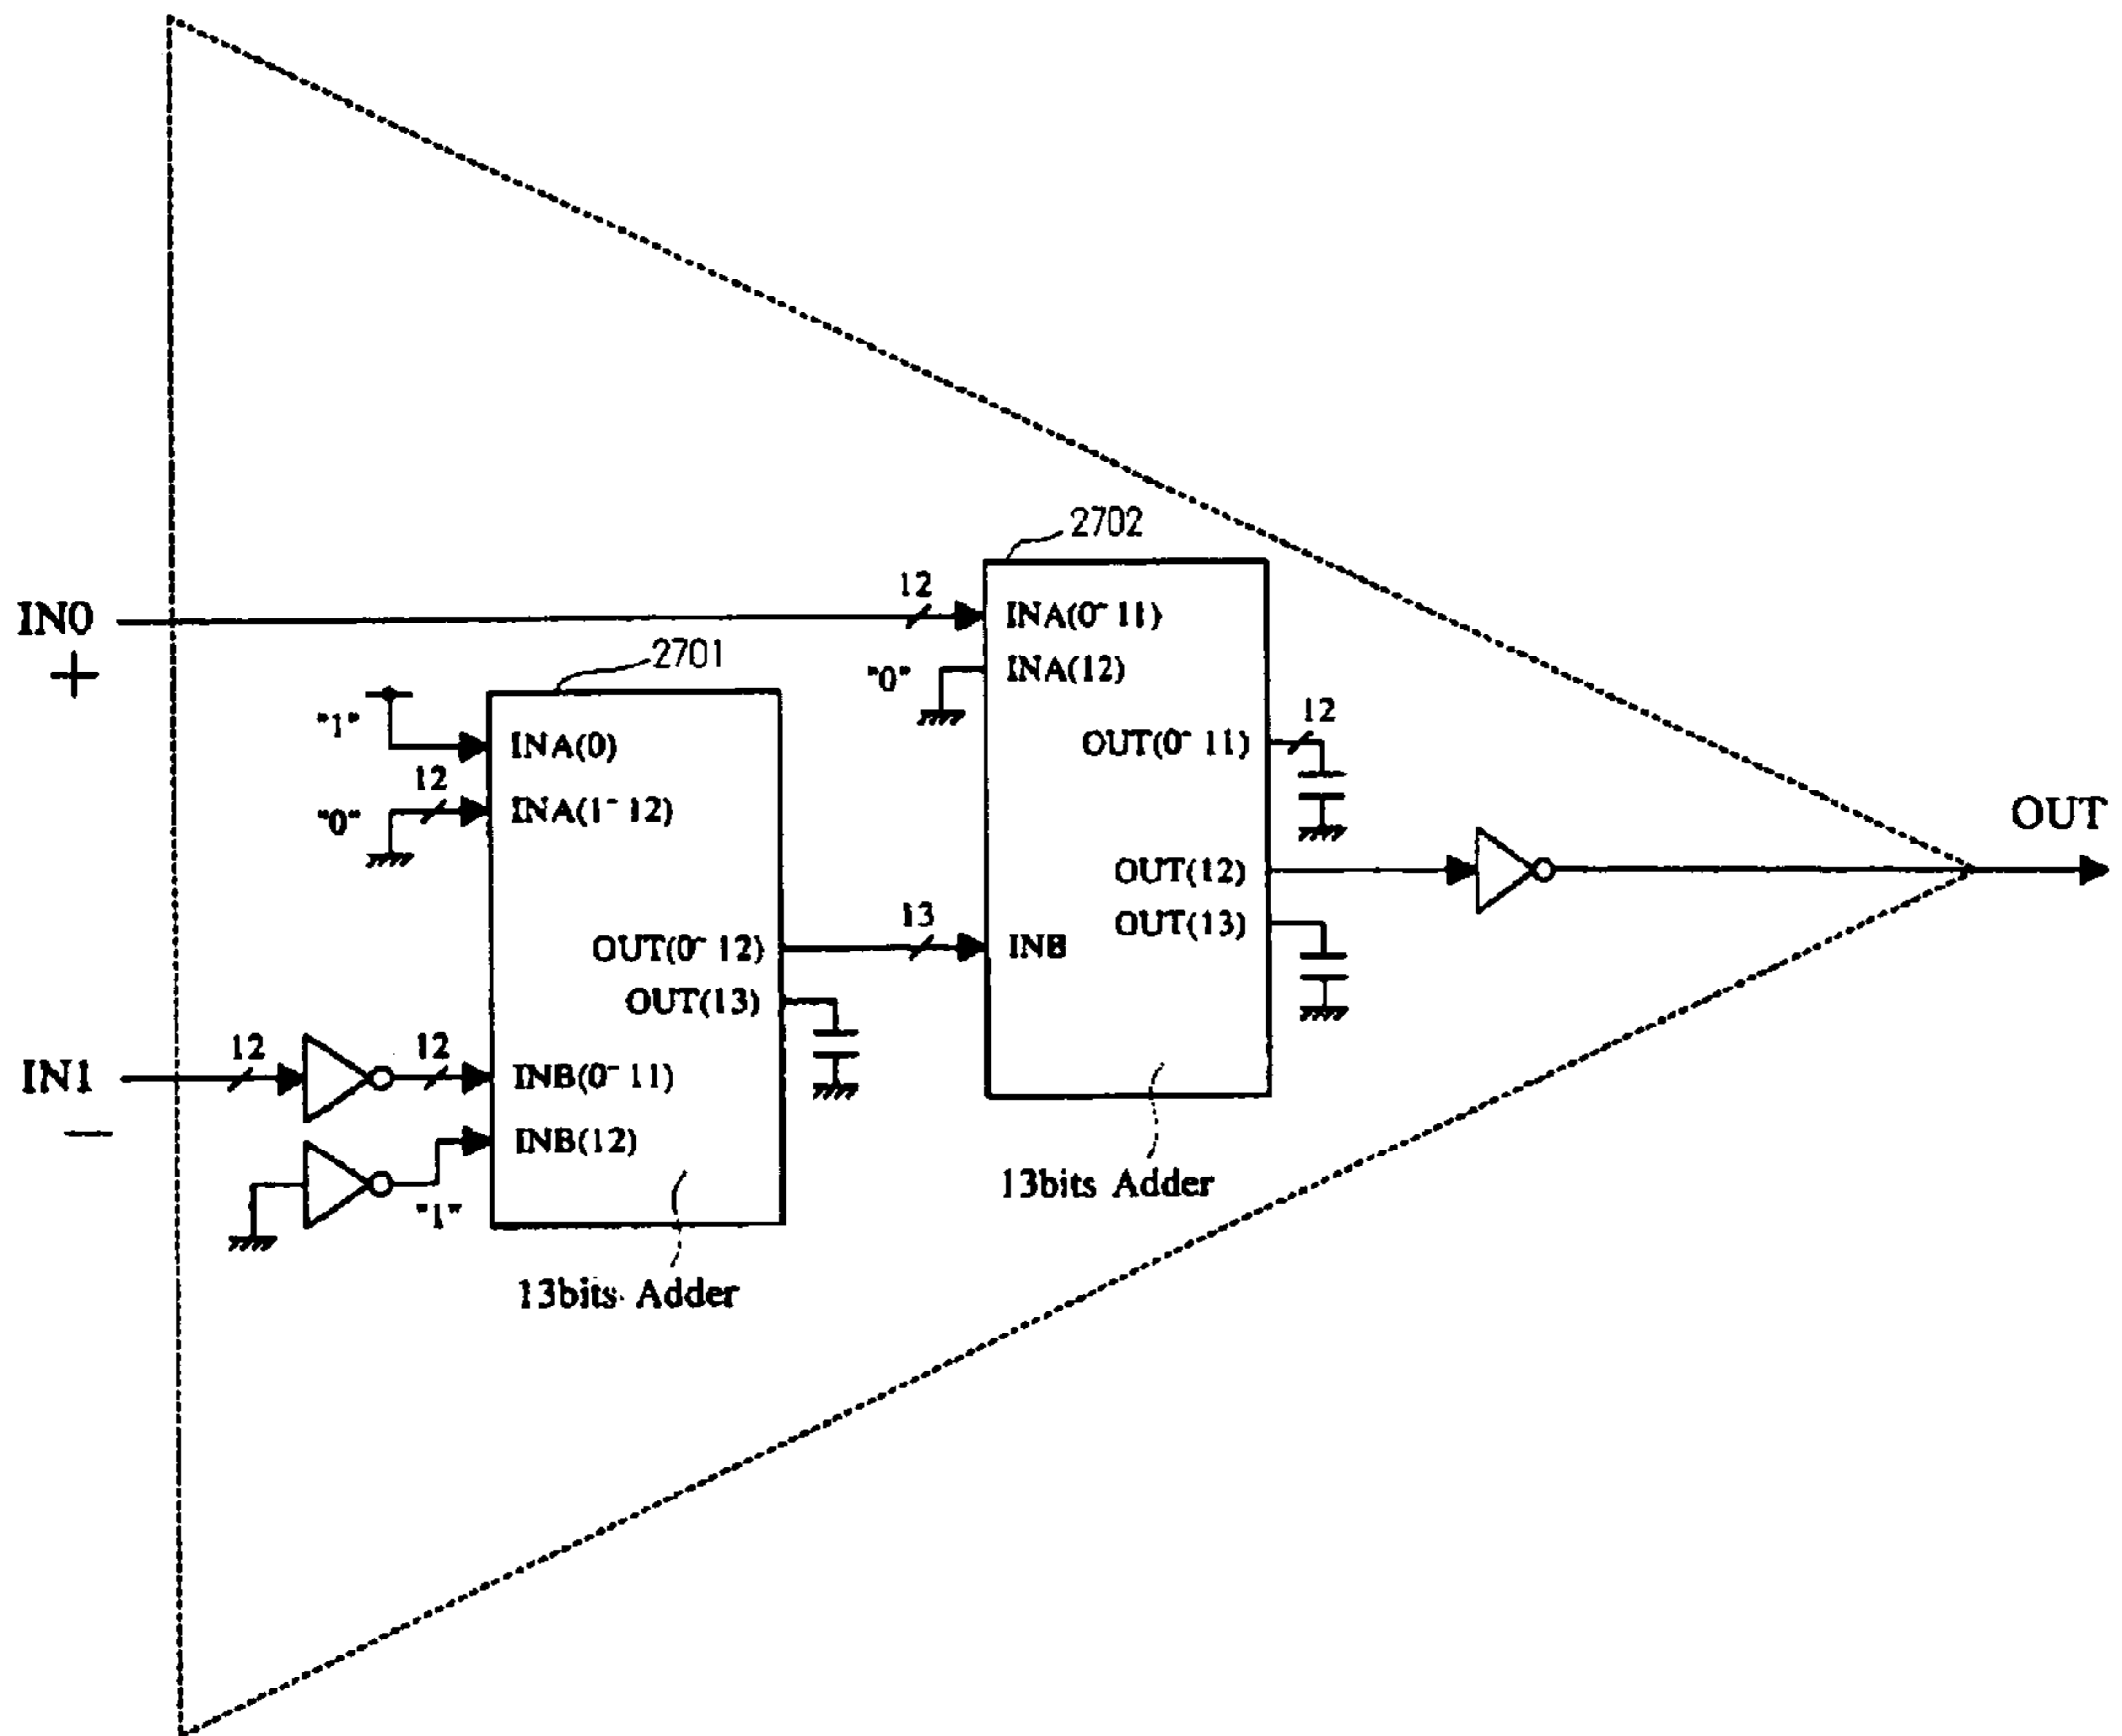 2702
12
IN0
INA(0~11)
+
2701
"0"
INA(12)
"1"
12
INA(0)
OUT(0~11)
12
"0"
INA(1~12)
OUT
OUT(12)
13
OUT(13)
OUT(0~12)
INB
OUT(13)
12
12
IN1
INB(0~11)
—
INB(12)
"1"
13bits Adder
13bits Adder